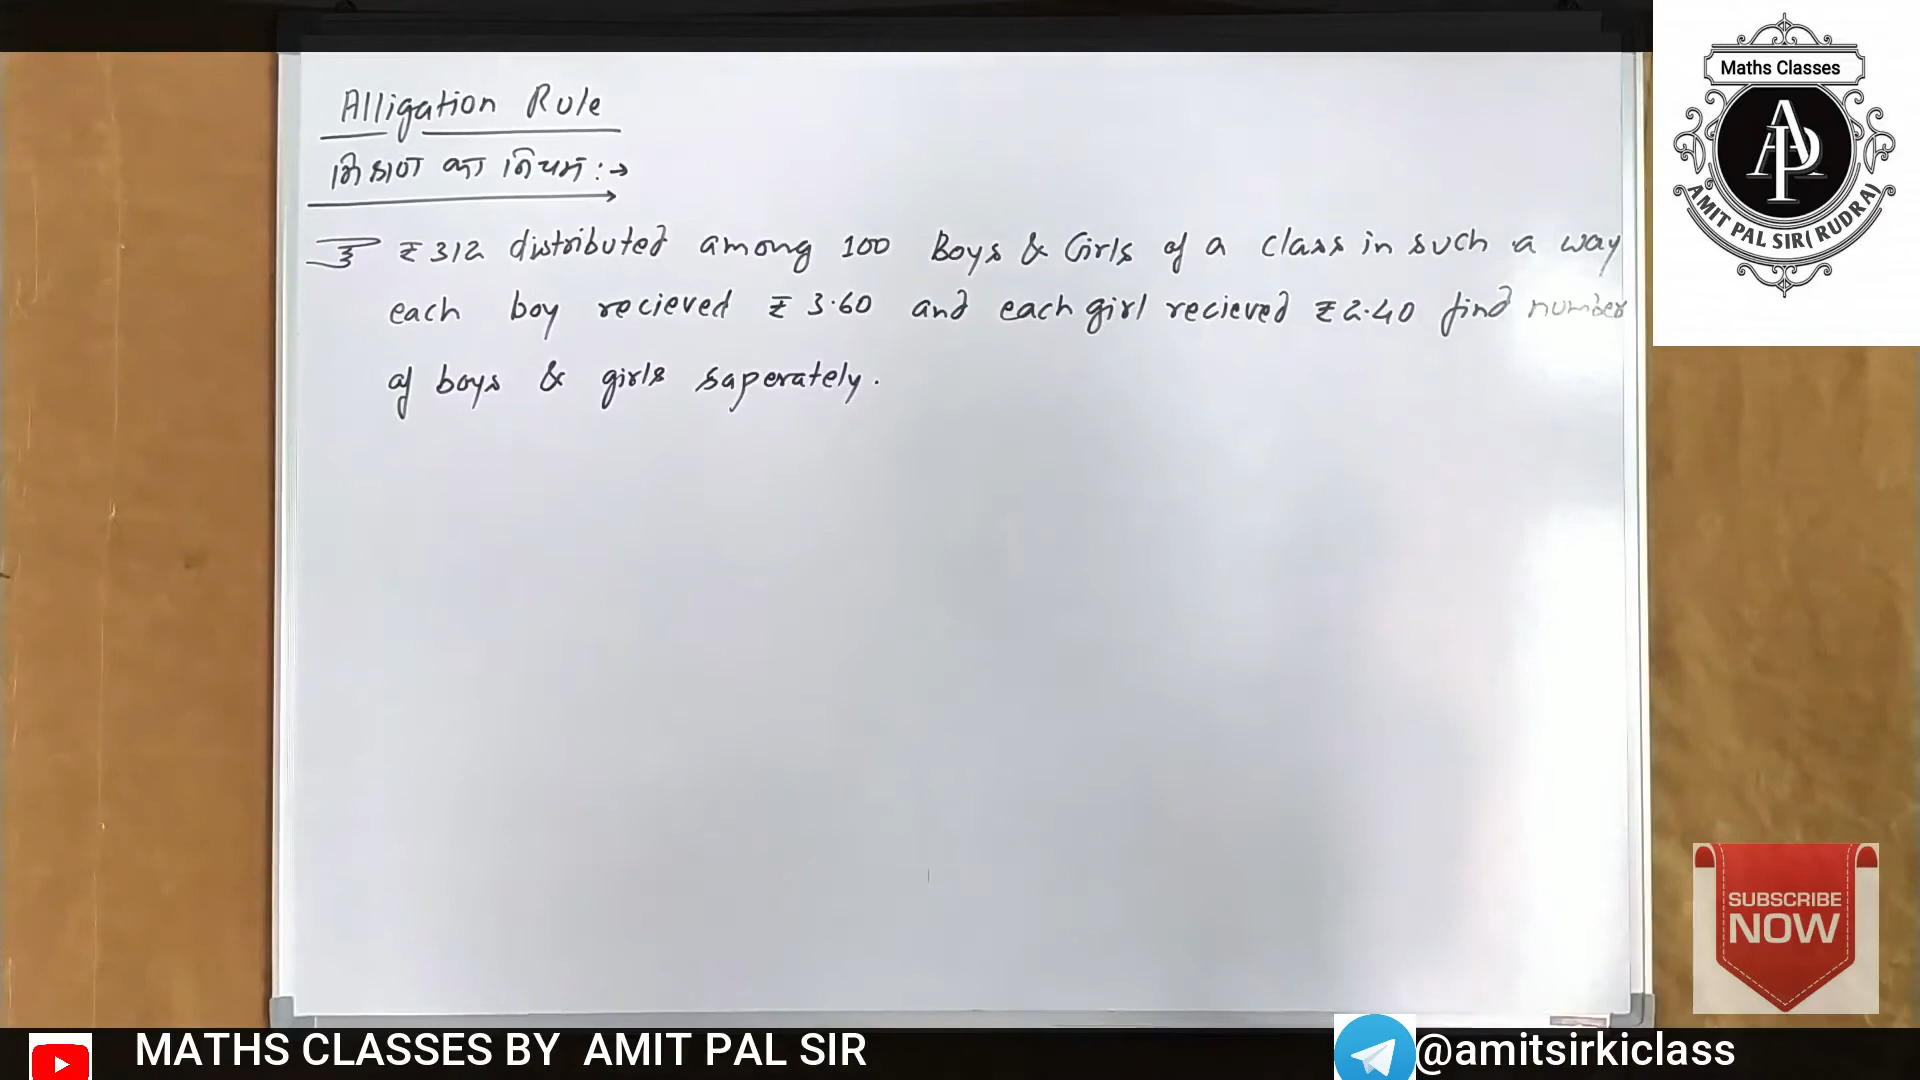 Alligation Rule
मिश्रण का नियम :→
₹ 312 distributed among 100 Boys & Girls of a class in such a way
each boy recieved ₹ 3.60 and each girl recieved ₹ 2.40 find number
of boys & girls saperately.
Maths Classes
AP
AMIT PAL SIR( RUDRA)
SUBSCRIBE
NOW
MATHS CLASSES BY AMIT PAL SIR
@amitsirkiclass